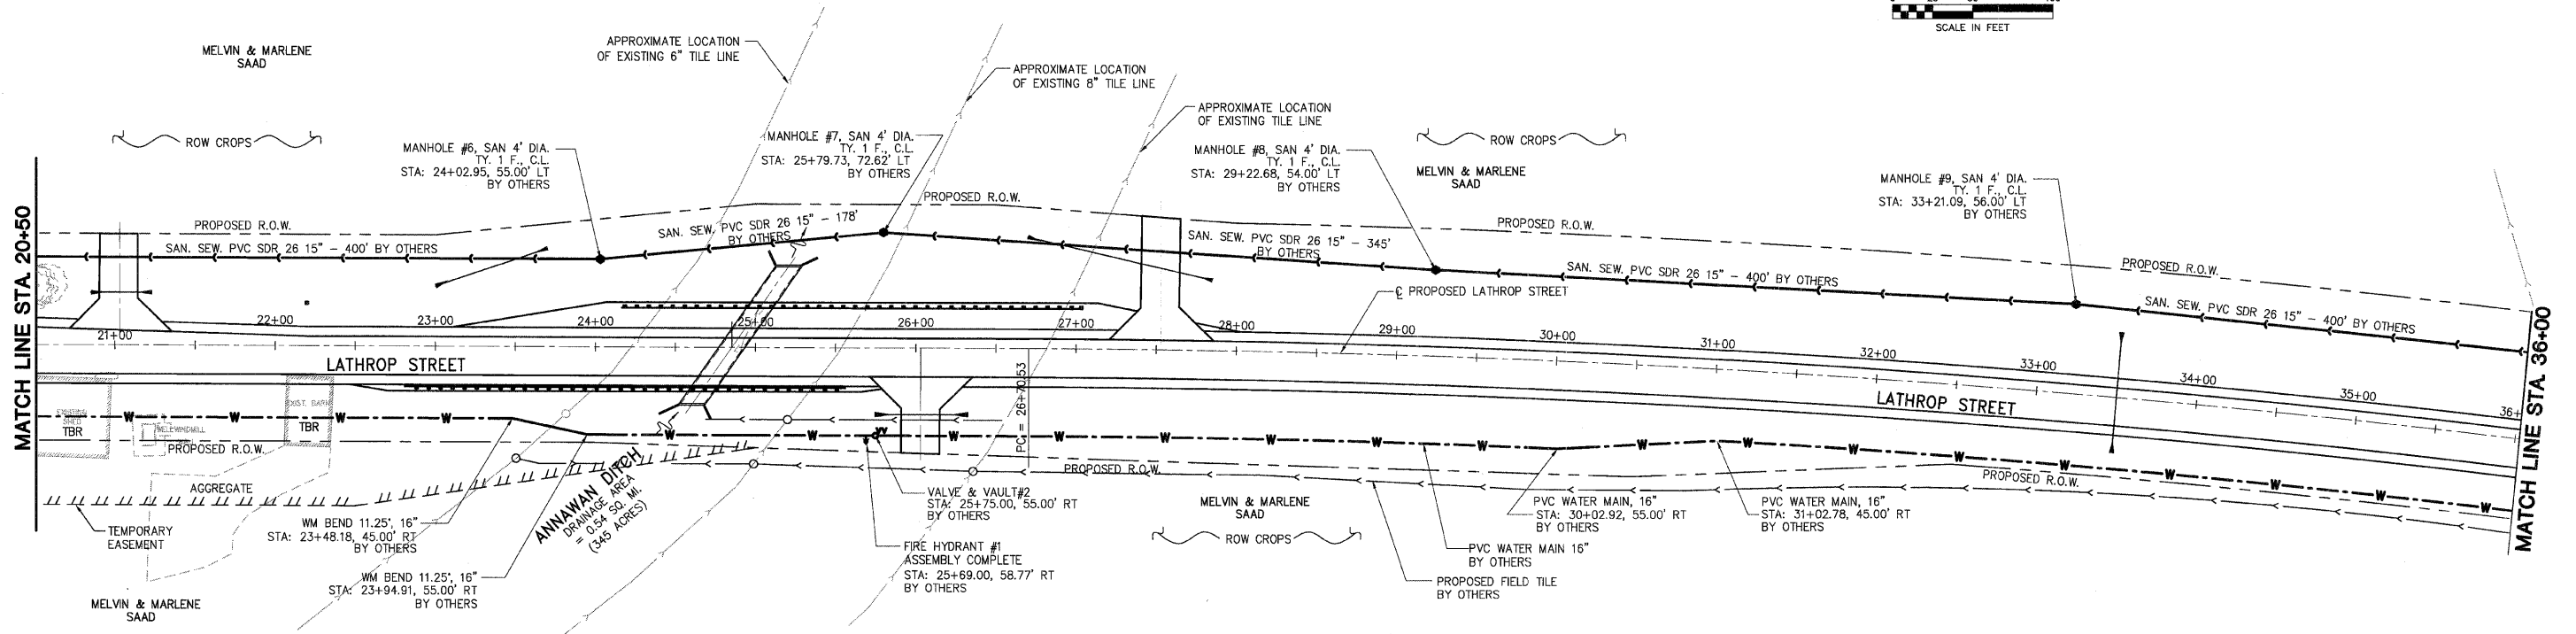 SCALE IN FEET
MELVIN & MARLENE
SAAD
APPROXIMATE LOCATION
OF EXISTING 6" TILE LINE
APPROXIMATE LOCATION
OF EXISTING 8" TILE LINE
APPROXIMATE LOCATION
OF EXISTING TILE LINE
ROW CROPS
MANHOLE #6, SAN 4' DIA.
TY. 1 F., C.L.
STA: 24+02.95, 55.00' LT
BY OTHERS
MANHOLE #7, SAN 4' DIA.
TY. 1 F., C.L.
STA: 25+79.73, 72.62' LT
BY OTHERS
MANHOLE #8, SAN 4' DIA.
TY. 1 F., C.L.
STA: 29+22.68, 54.00' LT
BY OTHERS
ROW CROPS
MELVIN & MARLENE
SAAD
MANHOLE #9, SAN 4' DIA.
TY. 1 F., C.L.
STA: 33+21.09, 56.00' LT
BY OTHERS
MATCH LINE STA. 20+50
PROPOSED R.O.W.
PROPOSED R.O.W.
PROPOSED R.O.W.
PROPOSED R.O.W.
SAN. SEW. PVC SDR 26 15" - 400' BY OTHERS
SAN. SEW. PVC SDR 26 15" - 178'
BY OTHERS
SAN. SEW. PVC SDR 26 15" - 345'
BY OTHERS
SAN. SEW. PVC SDR 26 15" - 400' BY OTHERS
SAN. SEW. PVC SDR 26 15" - 400' BY OTHERS
℄ PROPOSED LATHROP STREET
21+00
22+00
23+00
24+00
25+00
26+00
27+00
28+00
29+00
30+00
31+00
32+00
33+00
34+00
35+00
36+
LATHROP STREET
LATHROP STREET
PC = 26+70.53
MATCH LINE STA. 36+00
EXISTING
SHED
TBR
EXIST. BARN
TBR
W W W W W W W W W W W W W W W W W W W W W W
PROPOSED R.O.W.
PROPOSED R.O.W.
PROPOSED R.O.W.
AGGREGATE
TEMPORARY
EASEMENT
WM BEND 11.25°, 16"
STA: 23+48.18, 45.00' RT
BY OTHERS
WM BEND 11.25°, 16"
STA: 23+94.91, 55.00' RT
BY OTHERS
ANNAWAN DITCH
DRAINAGE AREA
= 0.54 SQ. MI.
(345 ACRES)
VALVE & VAULT#2
STA: 25+75.00, 55.00' RT
BY OTHERS
FIRE HYDRANT #1
ASSEMBLY COMPLETE
STA: 25+69.00, 58.77' RT
BY OTHERS
MELVIN & MARLENE
SAAD
ROW CROPS
PVC WATER MAIN 16"
BY OTHERS
PROPOSED FIELD TILE
BY OTHERS
PVC WATER MAIN, 16"
STA: 30+02.92, 55.00' RT
BY OTHERS
PVC WATER MAIN, 16"
STA: 31+02.78, 45.00' RT
BY OTHERS
MELVIN & MARLENE
SAAD